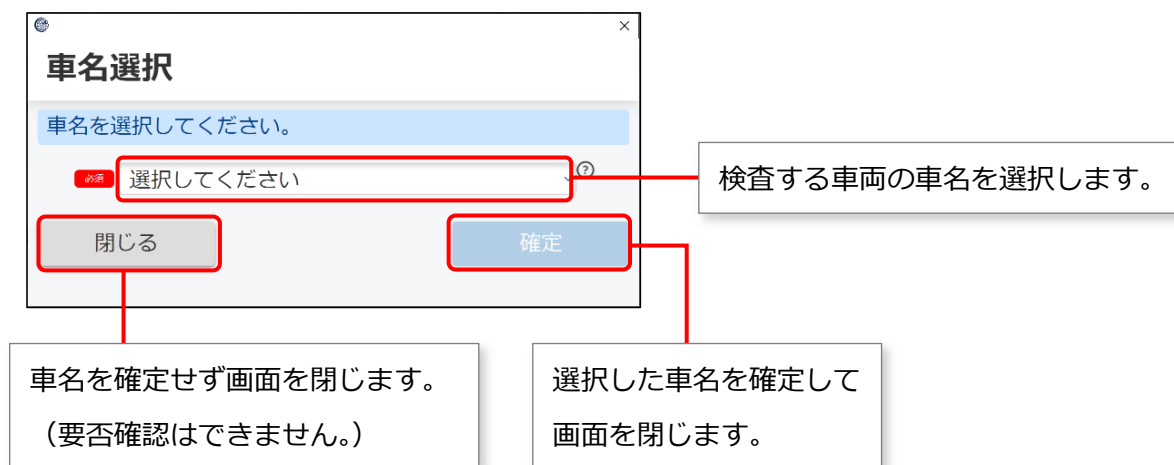 車名選択
車名を選択してください。
必須
選択してください
検査する車両の車名を選択します。
閉じる
確定
車名を確定せず画面を閉じます。
（要否確認はできません。）
選択した車名を確定して
画面を閉じます。